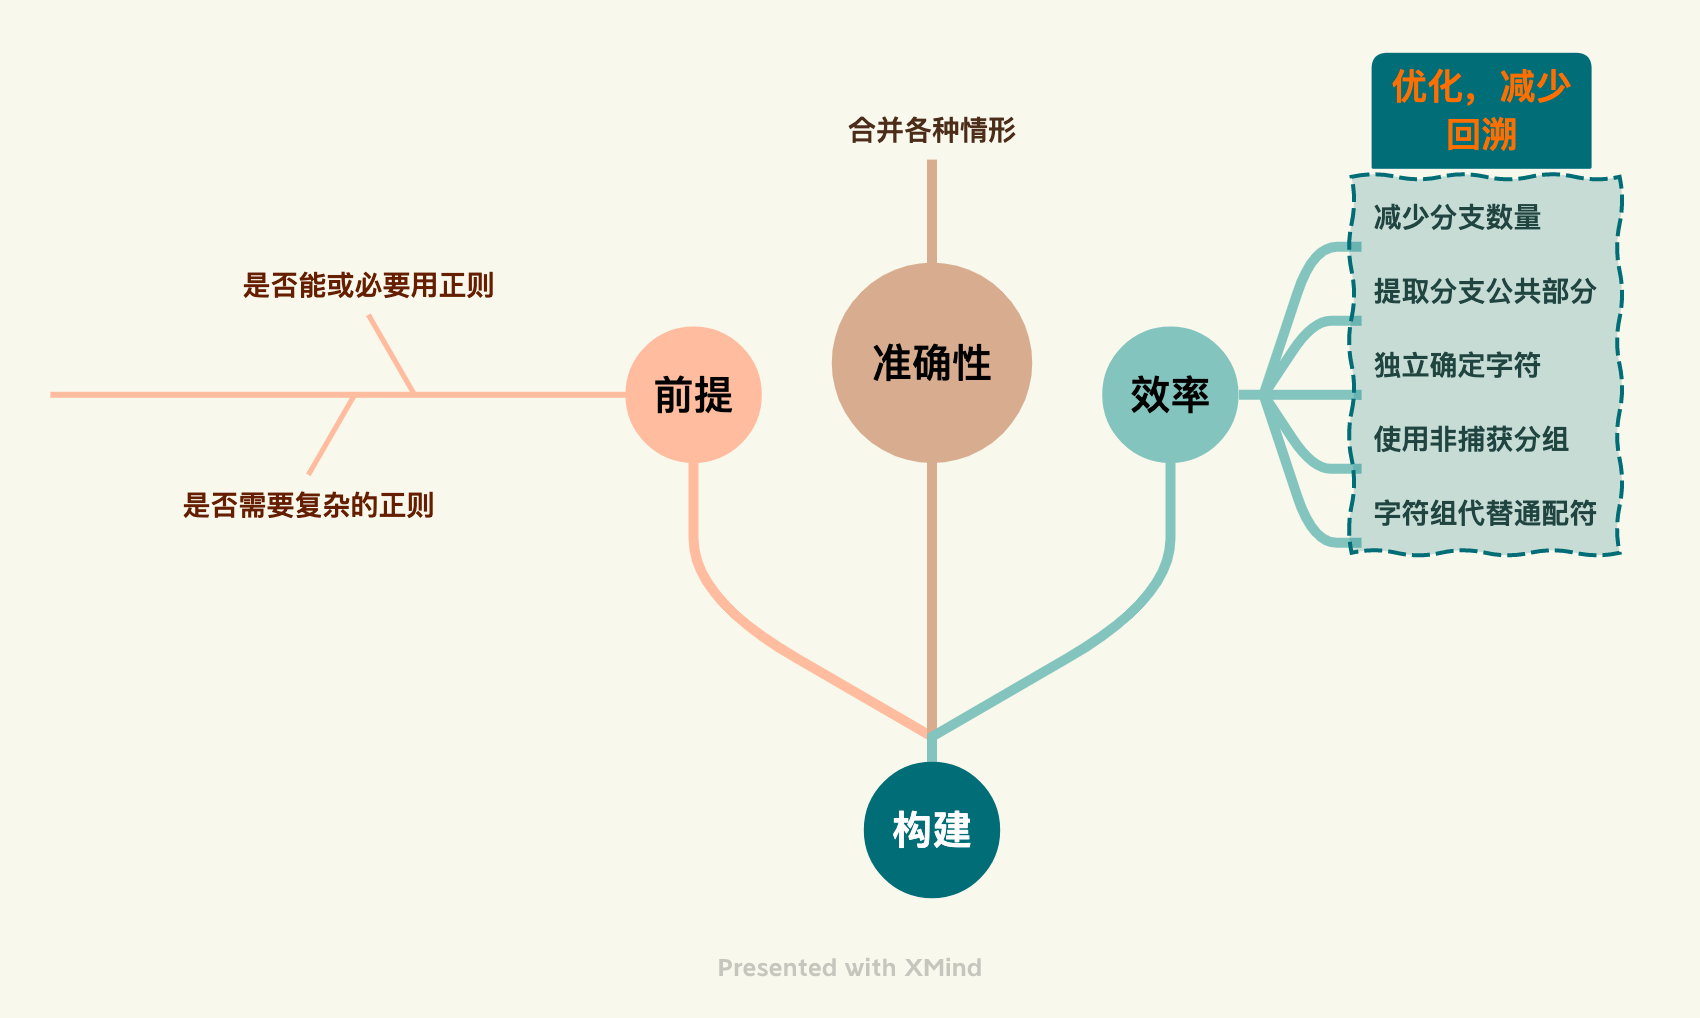 优化，减少
回溯
合并各种情形
减少分支数量
是否能或必要用正则
提取分支公共部分
前提
准确性
效率
独立确定字符
使用非捕获分组
是否需要复杂的正则
字符组代替通配符
构建
Presented with XMind